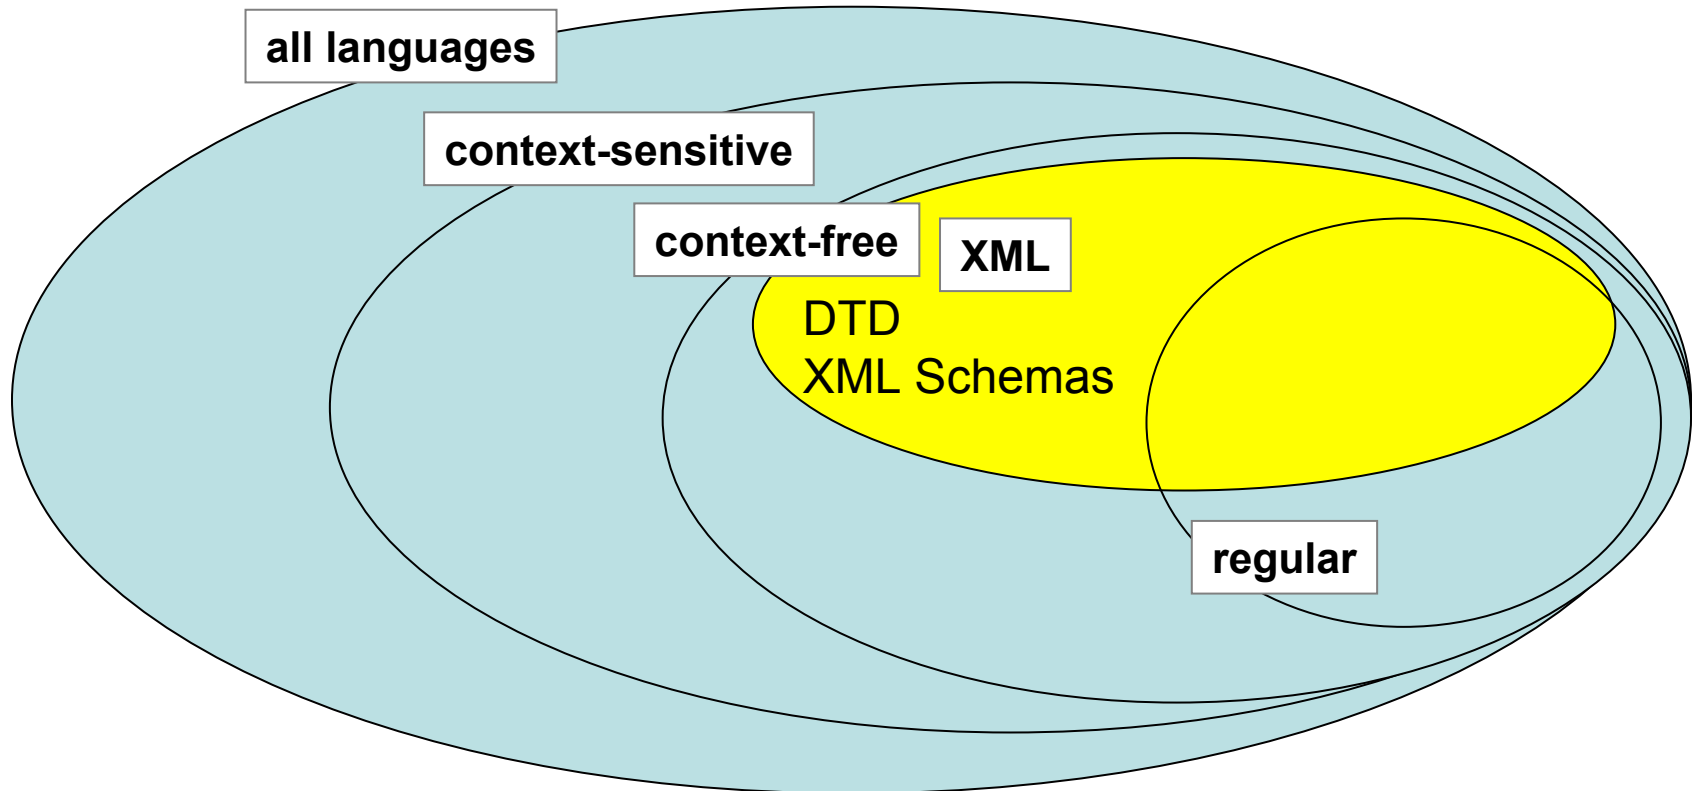 all languages
context-sensitive
context-free
XML
DTD
XML Schemas
regular